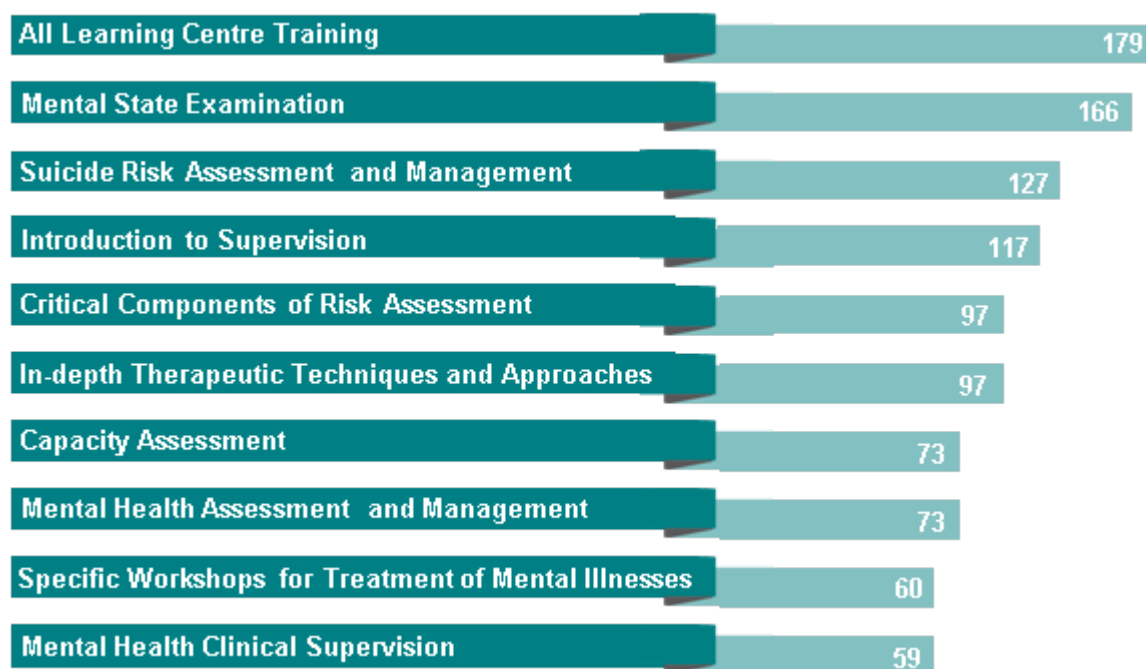 All Learning Centre Training 179
Mental State Examination 166
Suicide Risk Assessment and Management 127
Introduction to Supervision 117
Critical Components of Risk Assessment 97
In-depth Therapeutic Techniques and Approaches 97
Capacity Assessment 73
Mental Health Assessment and Management 73
Specific Workshops for Treatment of Mental Illnesses 60
Mental Health Clinical Supervision 59